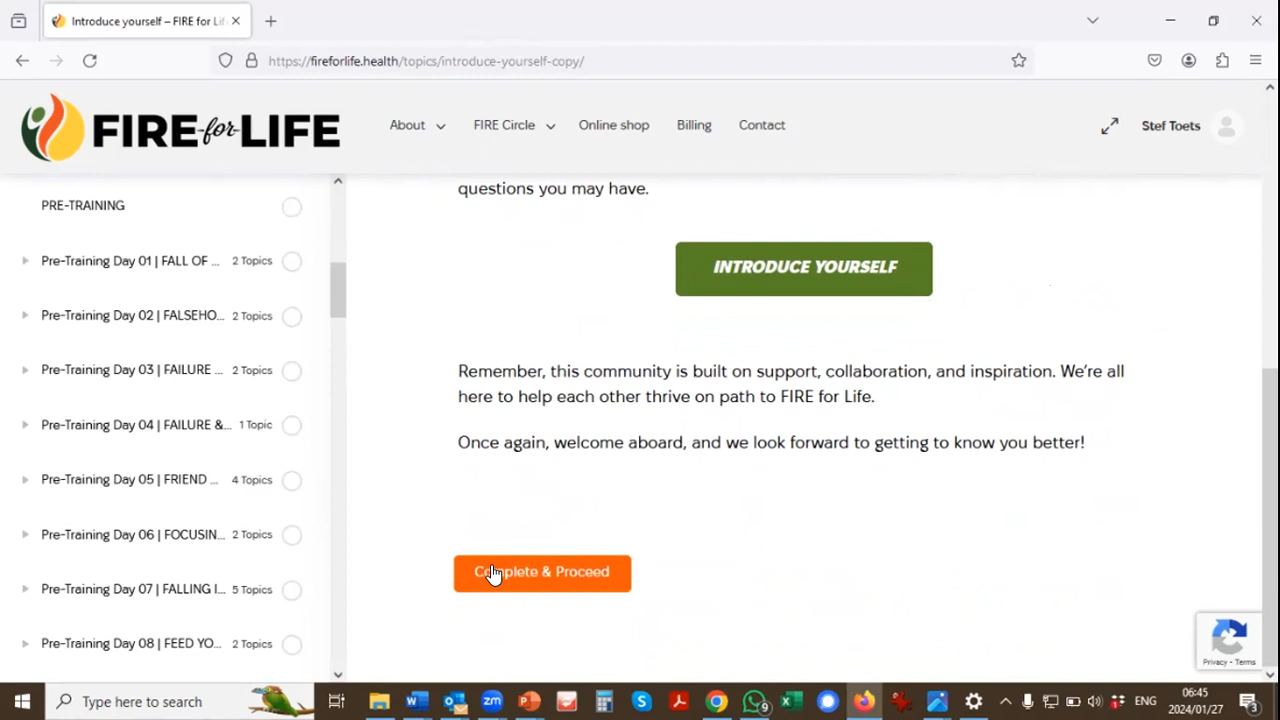 Introduce yourself – FIRE for Lif
https://fireforlife.health/topics/introduce-yourself-copy/
FIRE-for-LIFE
About
FIRE Circle
Online shop
Billing
Contact
Stef Toets
PRE-TRAINING
Pre-Training Day 01 | FALL OF ... 2 Topics
Pre-Training Day 02 | FALSEHO... 2 Topics
Pre-Training Day 03 | FAILURE ... 2 Topics
Pre-Training Day 04 | FAILURE &... 1 Topic
Pre-Training Day 05 | FRIEND ... 4 Topics
Pre-Training Day 06 | FOCUSIN... 2 Topics
Pre-Training Day 07 | FALLING I... 5 Topics
Pre-Training Day 08 | FEED YO... 2 Topics
questions you may have.
INTRODUCE YOURSELF
Remember, this community is built on support, collaboration, and inspiration. We’re all
here to help each other thrive on path to FIRE for Life.
Once again, welcome aboard, and we look forward to getting to know you better!
Complete & Proceed
Privacy - Terms
Type here to search
9
ENG
06:45
2024/01/27
3